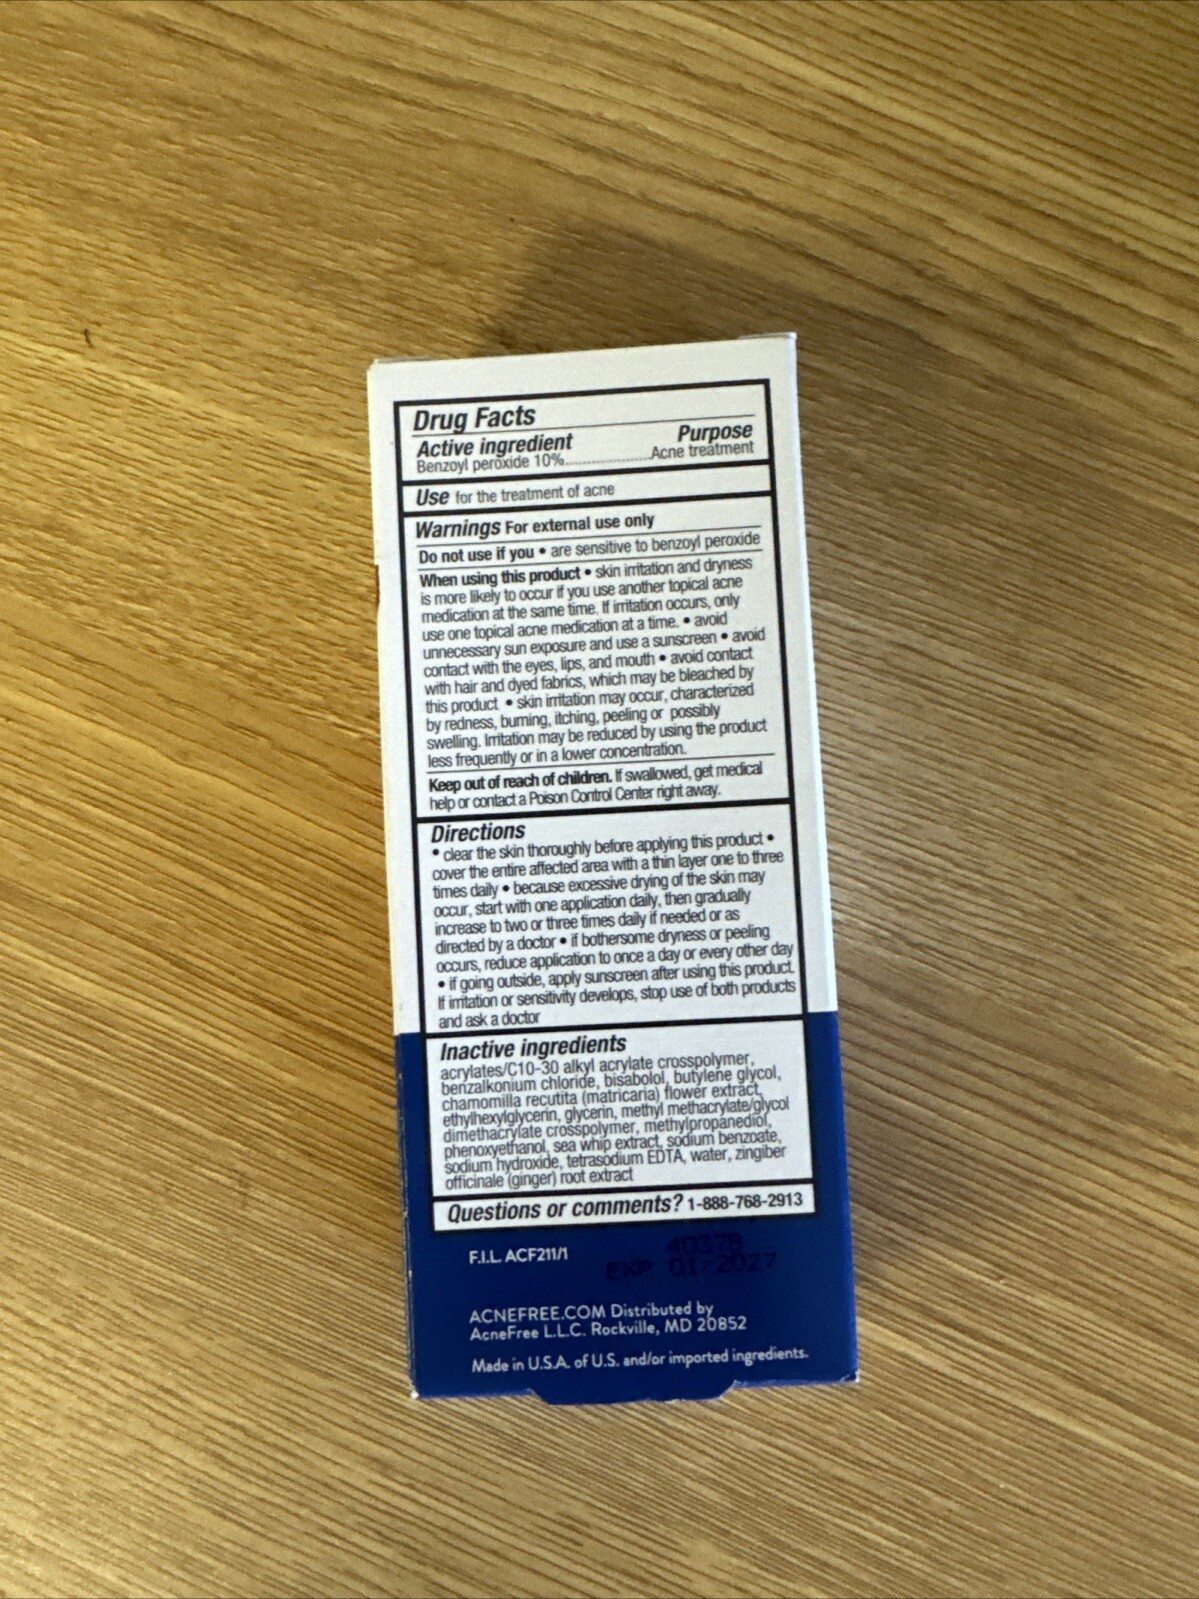 Drug Facts
Active ingredient Purpose
Benzoyl peroxide 10%......................Acne treatment
Use for the treatment of acne
Warnings For external use only
Do not use if you • are sensitive to benzoyl peroxide
When using this product • skin irritation and dryness
is more likely to occur if you use another topical acne
medication at the same time. If irritation occurs, only
use one topical acne medication at a time. • avoid
unnecessary sun exposure and use a sunscreen • avoid
contact with the eyes, lips, and mouth • avoid contact
with hair and dyed fabrics, which may be bleached by
this product • skin irritation may occur, characterized
by redness, burning, itching, peeling or possibly
swelling. Irritation may be reduced by using the product
less frequently or in a lower concentration.
Keep out of reach of children. If swallowed, get medical
help or contact a Poison Control Center right away.
Directions
• clear the skin thoroughly before applying this product •
cover the entire affected area with a thin layer one to three
times daily • because excessive drying of the skin may
occur, start with one application daily, then gradually
increase to two or three times daily if needed or as
directed by a doctor • if bothersome dryness or peeling
occurs, reduce application to once a day or every other day
• if going outside, apply sunscreen after using this product.
If irritation or sensitivity develops, stop use of both products
and ask a doctor
Inactive ingredients
acrylates/C10-30 alkyl acrylate crosspolymer,
benzalkonium chloride, bisabolol, butylene glycol,
chamomilla recutita (matricaria) flower extract,
ethylhexylglycerin, glycerin, methyl methacrylate/glycol
dimethacrylate crosspolymer, methylpropanediol,
phenoxyethanol, sea whip extract, sodium benzoate,
sodium hydroxide, tetrasodium EDTA, water, zingiber
officinale (ginger) root extract
Questions or comments? 1-888-768-2913
F.I.L. ACF211/1
4037B
EXP 01/2027
ACNEFREE.COM Distributed by
AcneFree L.L.C. Rockville, MD 20852
Made in U.S.A. of U.S. and/or imported ingredients.